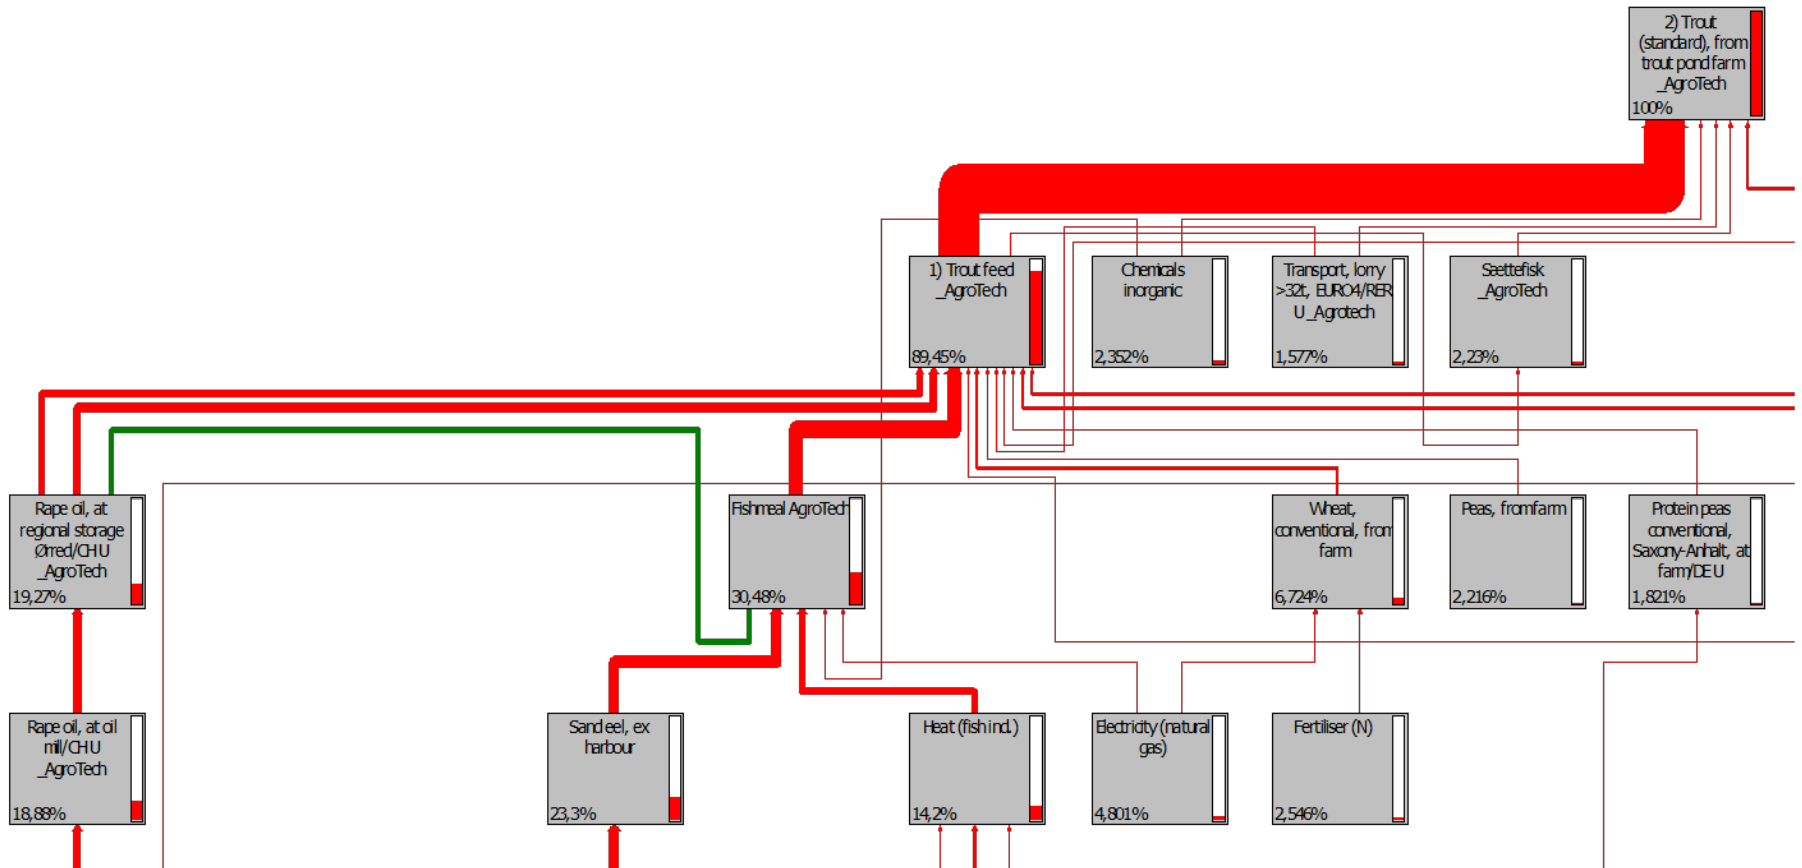 2) Trout
(standard), from
trout pond farm
_AgroTech
100%
1) Trout feed
_AgroTech
89,45%
Chemicals
inorganic
2,352%
Transport, lorry
>32t, EURO4/RER
U_Agrotech
1,577%
Sættefisk
_AgroTech
2,23%
Rape oil, at
regional storage
Ørred/CH U
_AgroTech
19,27%
Fishmeal AgroTech
30,48%
Wheat,
conventional, from
farm
6,724%
Peas, from farm
2,216%
Protein peas
conventional,
Saxony-Anhalt, at
farm/DE U
1,821%
Rape oil, at oil
mill/CH U
_AgroTech
18,88%
Sand eel, ex
harbour
23,3%
Heat (fish ind.)
14,2%
Electricity (natural
gas)
4,801%
Fertiliser (N)
2,546%